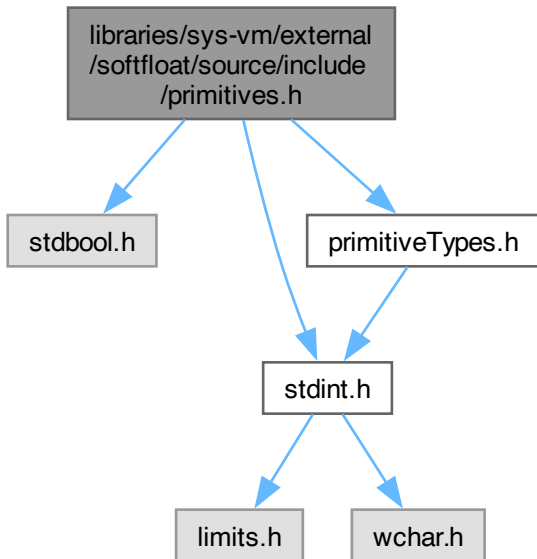 libraries/sys-vm/external
/softfloat/source/include
/primitives.h
stdbool.h
primitiveTypes.h
stdint.h
limits.h
wchar.h